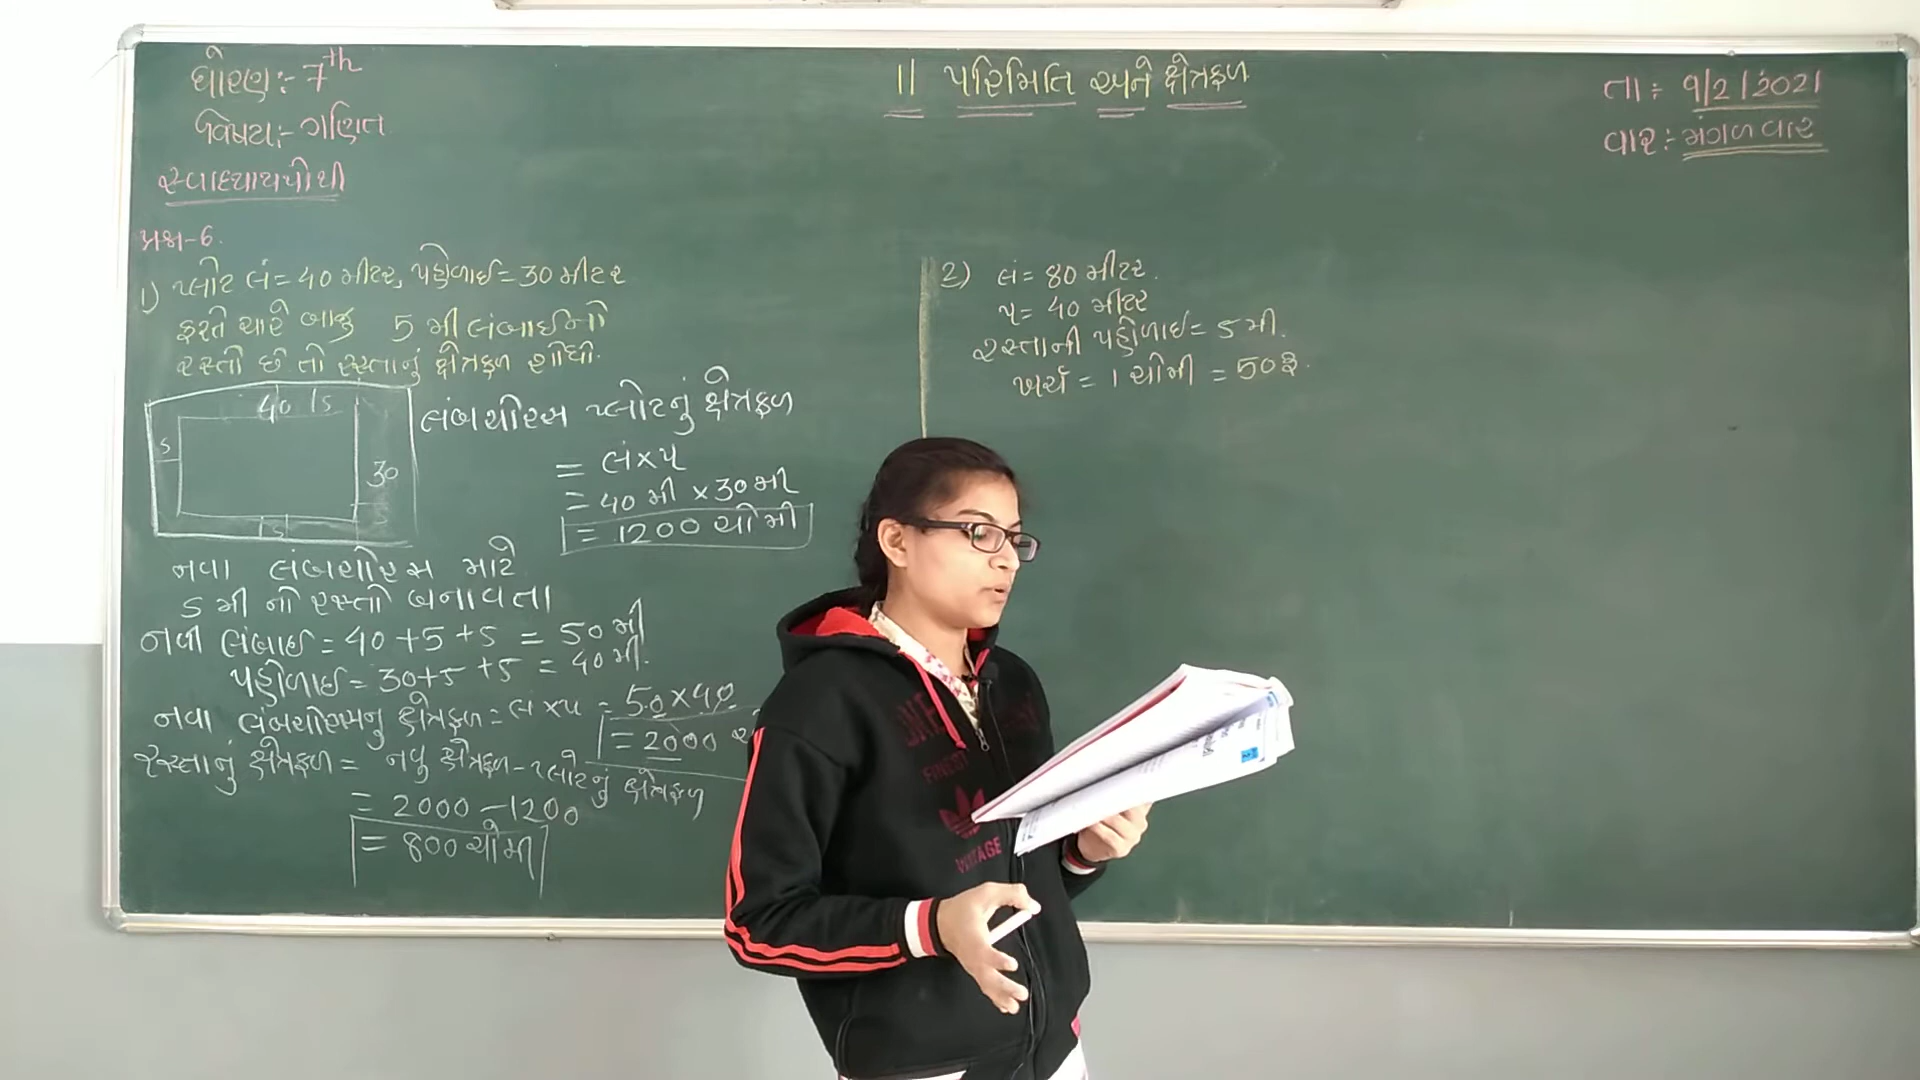 ધોરણ:- 7th
વિષય:- ગણિત
સ્વાધ્યાયપોથી
11 પરિમિતિ અને ક્ષેત્રફળ
તા:- ૧/2/2021
વાર:- મંગળવાર
પ્રશ્ન-6.
1) પ્લોટ લં = 40 મીટર, પહોળાઈ = 30 મીટર
ફરતે ચારે બાજુ 5 મી લંબાઈનો
રસ્તો છે તો રસ્તાનું ક્ષેત્રફળ શોધો.
40 5
5
30
5
5
લંબચોરસ પ્લોટનું ક્ષેત્રફળ
= લં×પ
= 40 મી × 30 મી
= 1200 ચોમી
નવા લંબચોરસ માટે
5 મી નો રસ્તો બનાવતા
નવી લંબાઈ = 40 + 5 + 5 = 50 મી
પહોળાઈ = 30 + 5 + 5 = 40 મી.
નવા લંબચોરસનુ ક્ષેત્રફળ = લ × પ = 50 × 40
= 2000
રસ્તાનું ક્ષેત્રફળ = નવુ ક્ષેત્રફળ - પ્લોટનું ક્ષેત્રફળ
= 2000 - 1200
= 800 ચોમી
2) લં = 80 મીટર.
પ = 40 મીટર
રસ્તાની પહોળાઈ = 5 મી.
ખર્ચ = 1 ચોમી = 50 રૂ.